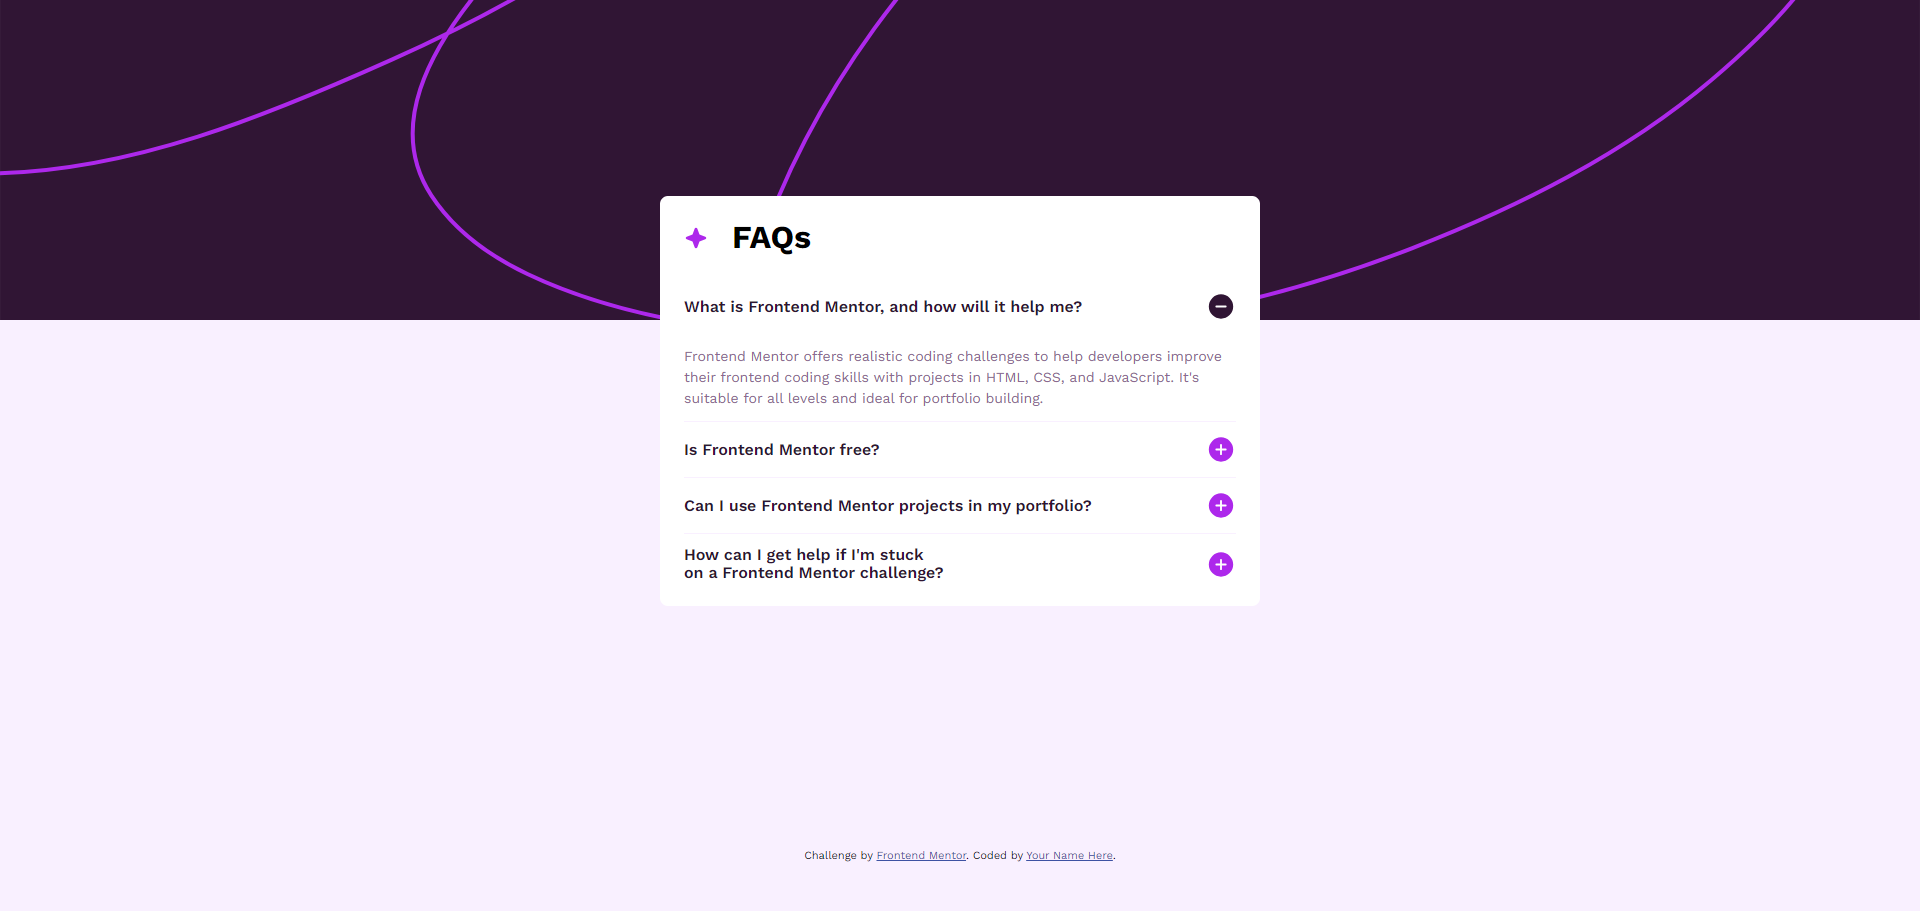 FAQs
What is Frontend Mentor, and how will it help me?
Frontend Mentor offers realistic coding challenges to help developers improve
their frontend coding skills with projects in HTML, CSS, and JavaScript. It's
suitable for all levels and ideal for portfolio building.
Is Frontend Mentor free?
Can I use Frontend Mentor projects in my portfolio?
How can I get help if I'm stuck
on a Frontend Mentor challenge?
Challenge by Frontend Mentor. Coded by Your Name Here.